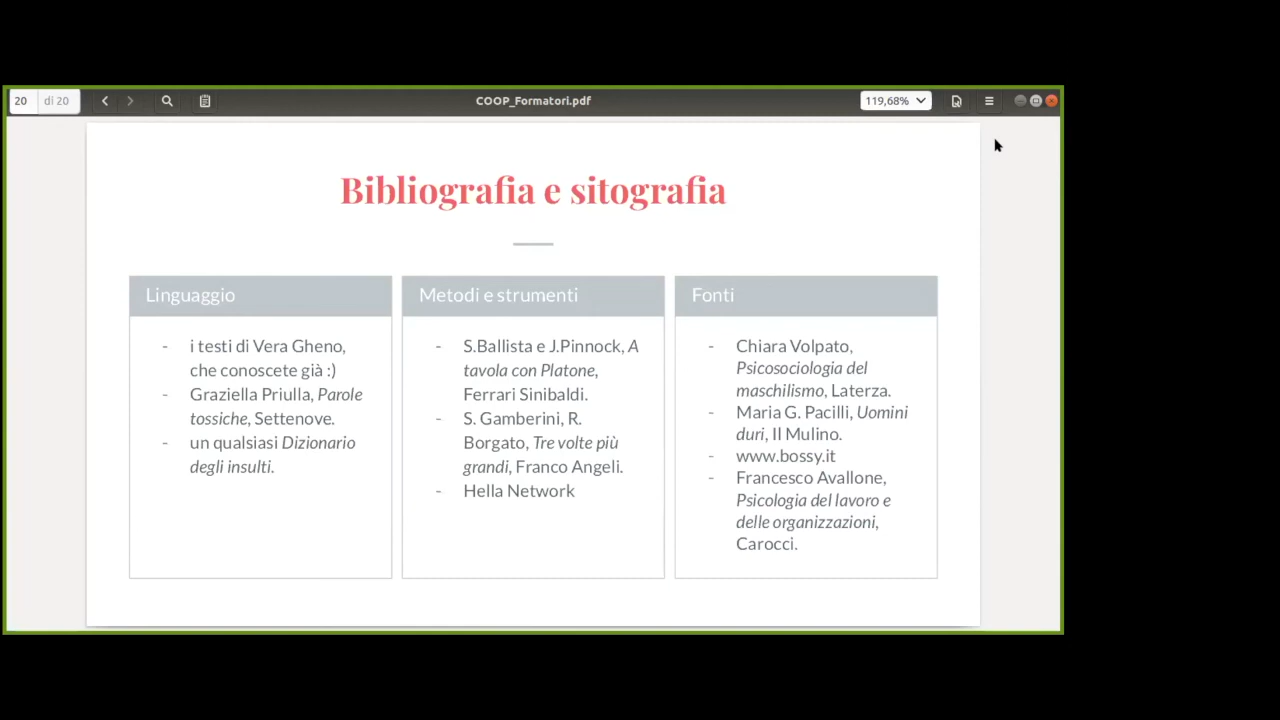 20 di 20
COOP_Formatori.pdf
119,68%
Bibliografia e sitografia
Linguaggio
- i testi di Vera Gheno,
che conoscete già :)
- Graziella Priulla, Parole
tossiche, Settenove.
- un qualsiasi Dizionario
degli insulti.
Metodi e strumenti
- S.Ballista e J.Pinnock, A
tavola con Platone,
Ferrari Sinibaldi.
- S. Gamberini, R.
Borgato, Tre volte più
grandi, Franco Angeli.
- Hella Network
Fonti
- Chiara Volpato,
Psicosociologia del
maschilismo, Laterza.
- Maria G. Pacilli, Uomini
duri, Il Mulino.
- www.bossy.it
- Francesco Avallone,
Psicologia del lavoro e
delle organizzazioni,
Carocci.